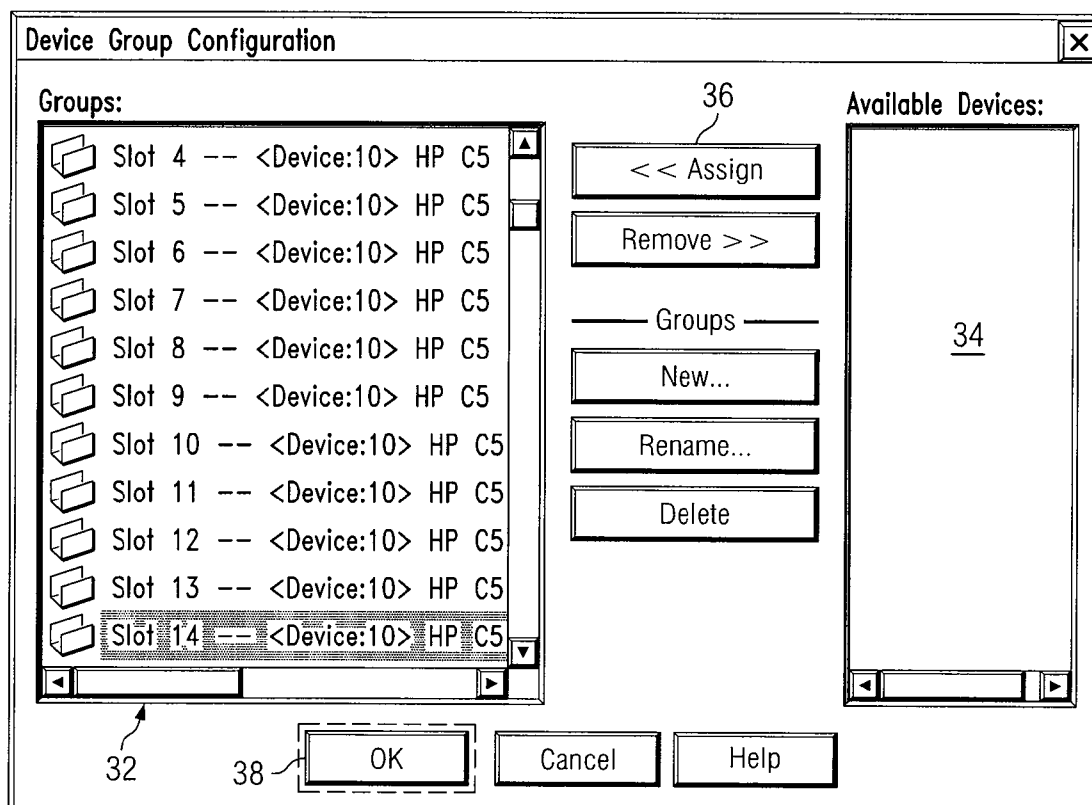 Device Group Configuration
Groups:
36
Available Devices:
Slot 4 -- <Device:10> HP C5
Slot 5 -- <Device:10> HP C5
Slot 6 -- <Device:10> HP C5
Slot 7 -- <Device:10> HP C5
Slot 8 -- <Device:10> HP C5
Slot 9 -- <Device:10> HP C5
Slot 10 -- <Device:10> HP C5
Slot 11 -- <Device:10> HP C5
Slot 12 -- <Device:10> HP C5
Slot 13 -- <Device:10> HP C5
Slot 14 -- <Device:10> HP C5
<< Assign
Remove >>
Groups
New...
Rename...
Delete
34
32
38
OK
Cancel
Help